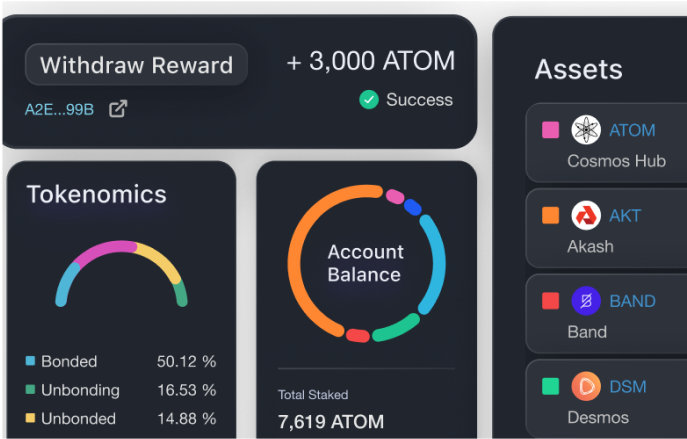 Withdraw Reward
+ 3,000 ATOM
A2E...99B
Success
Tokenomics
Bonded 50.12 %
Unbonding 16.53 %
Unbonded 14.88 %
Account
Balance
Total Staked
7,619 ATOM
Assets
ATOM
Cosmos Hub
AKT
Akash
BAND
Band
DSM
Desmos